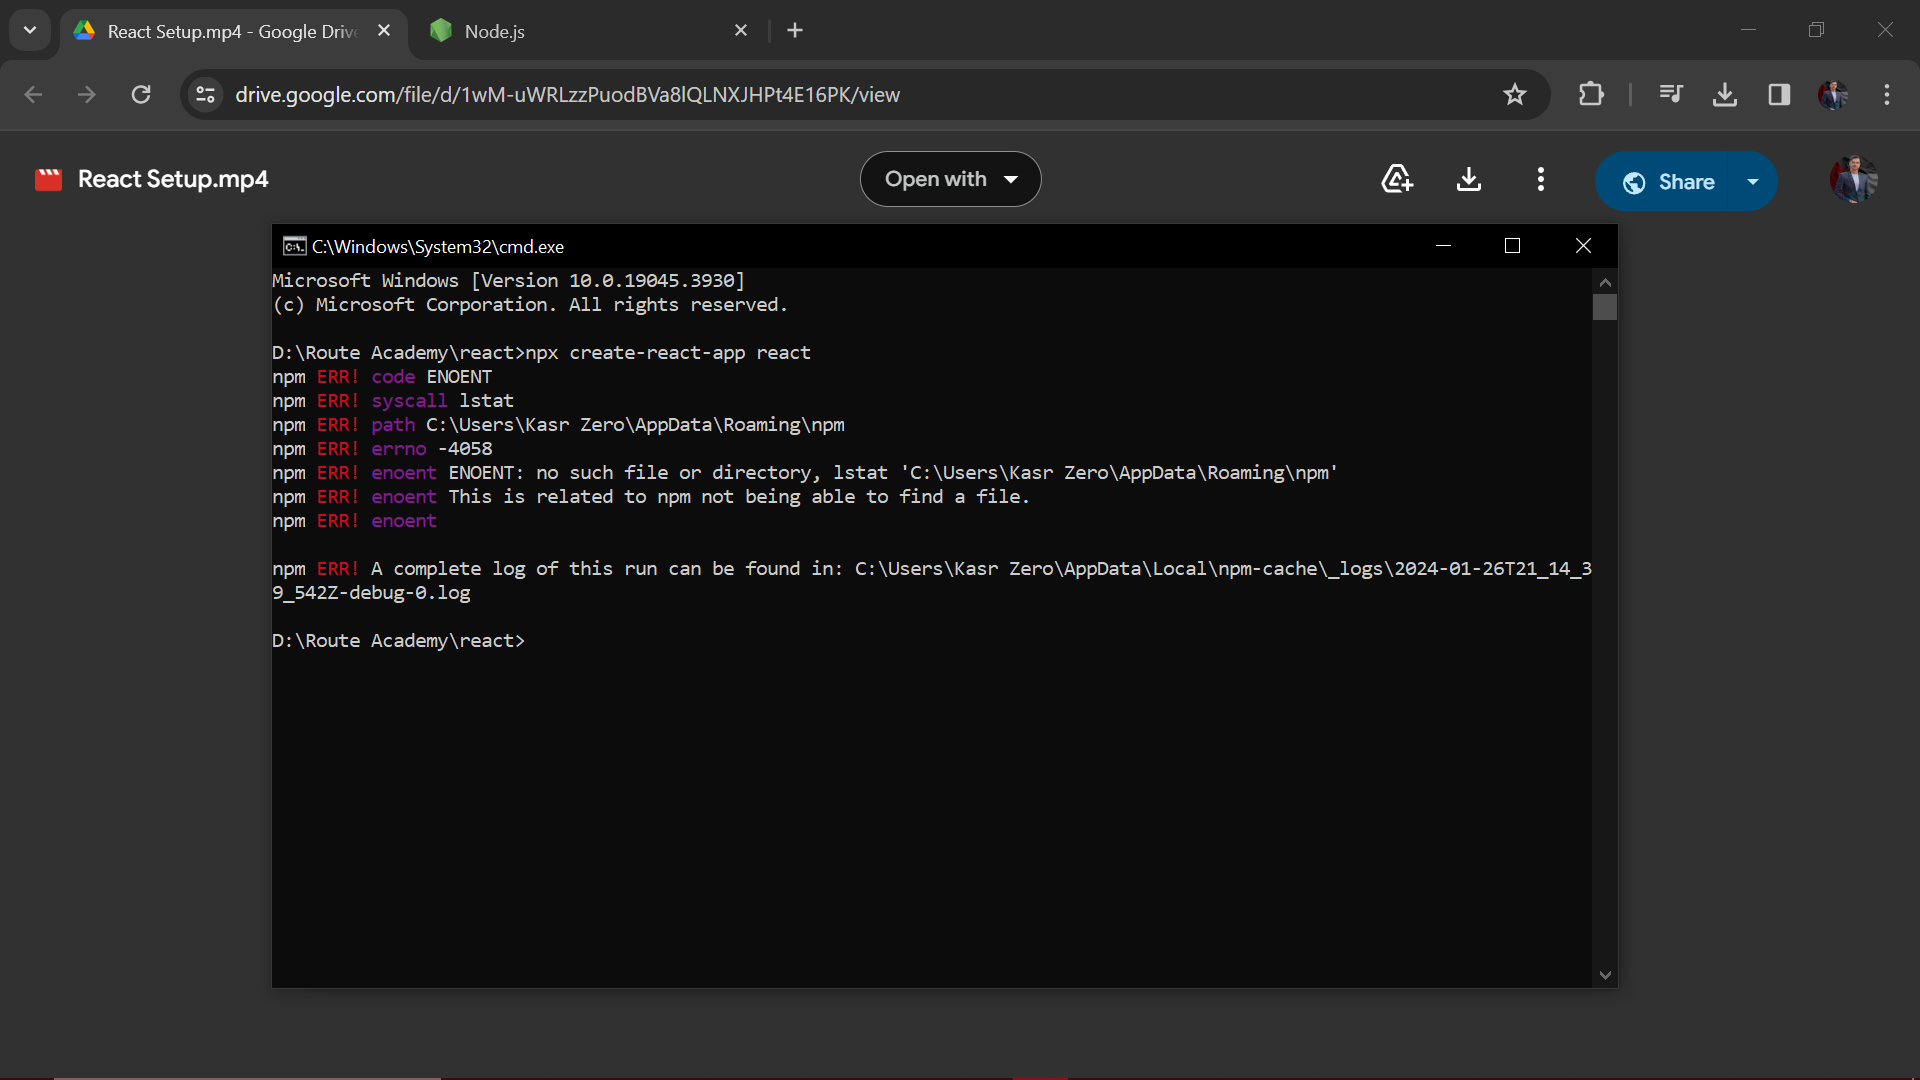 React Setup.mp4 - Google Drive
Node.js
drive.google.com/file/d/1wM-uWRLzzPuodBVa8lQLNXJHPt4E16PK/view
React Setup.mp4
Open with
Share
C:\Windows\System32\cmd.exe
Microsoft Windows [Version 10.0.19045.3930]
(c) Microsoft Corporation. All rights reserved.
D:\Route Academy\react>npx create-react-app react
npm ERR! code ENOENT
npm ERR! syscall lstat
npm ERR! path C:\Users\Kasr Zero\AppData\Roaming\npm
npm ERR! errno -4058
npm ERR! enoent ENOENT: no such file or directory, lstat 'C:\Users\Kasr Zero\AppData\Roaming\npm'
npm ERR! enoent This is related to npm not being able to find a file.
npm ERR! enoent
npm ERR! A complete log of this run can be found in: C:\Users\Kasr Zero\AppData\Local\npm-cache\_logs\2024-01-26T21_14_3
9_542Z-debug-0.log
D:\Route Academy\react>